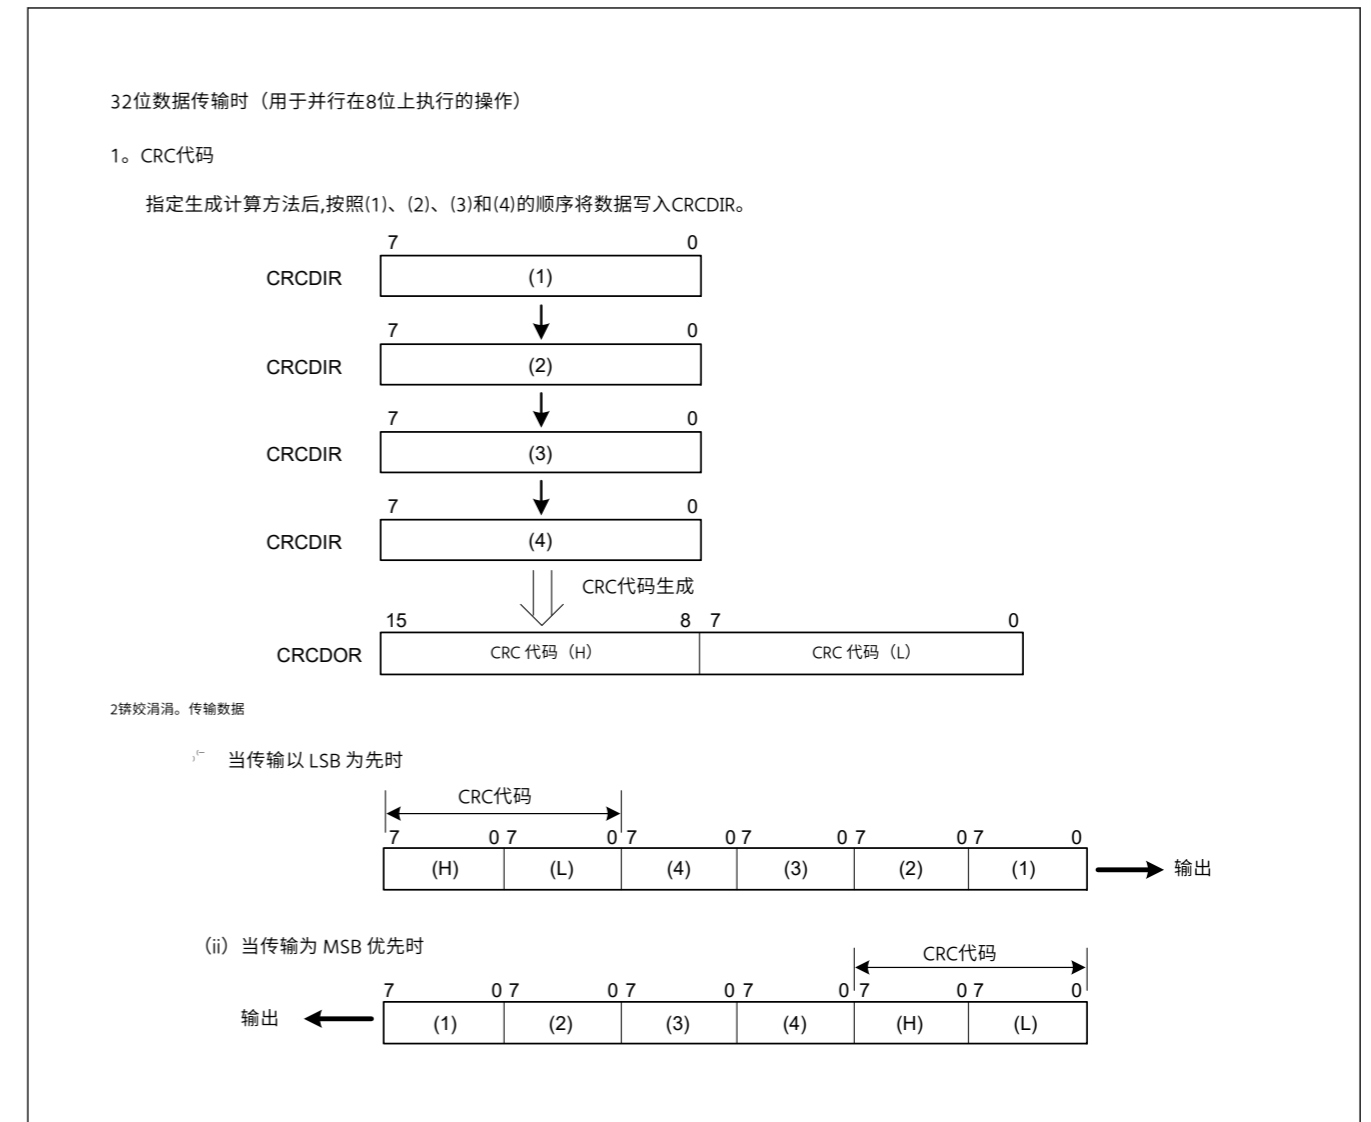 32位数据传输时（用于并行在8位上执行的操作）
1。CRC代码
指定生成计算方法后,按照(1)、(2)、(3)和(4)的顺序将数据写入CRCDIR。
7 0
CRCDIR (1)
7 0
CRCDIR (2)
7 0
CRCDIR (3)
7 0
CRCDIR (4)
CRC代码生成
15 8 7 0
CRCDOR CRC 代码（H） CRC 代码（L）
2锛姣涓涓。传输数据
当传输以 LSB 为先时
CRC代码
7 0 7 0 7 0 7 0 7 0 7 0
(H) (L) (4) (3) (2) (1) 输出
（ii）当传输为 MSB 优先时
CRC代码
7 0 7 0 7 0 7 0 7 0 7 0
输出 (1) (2) (3) (4) (H) (L)